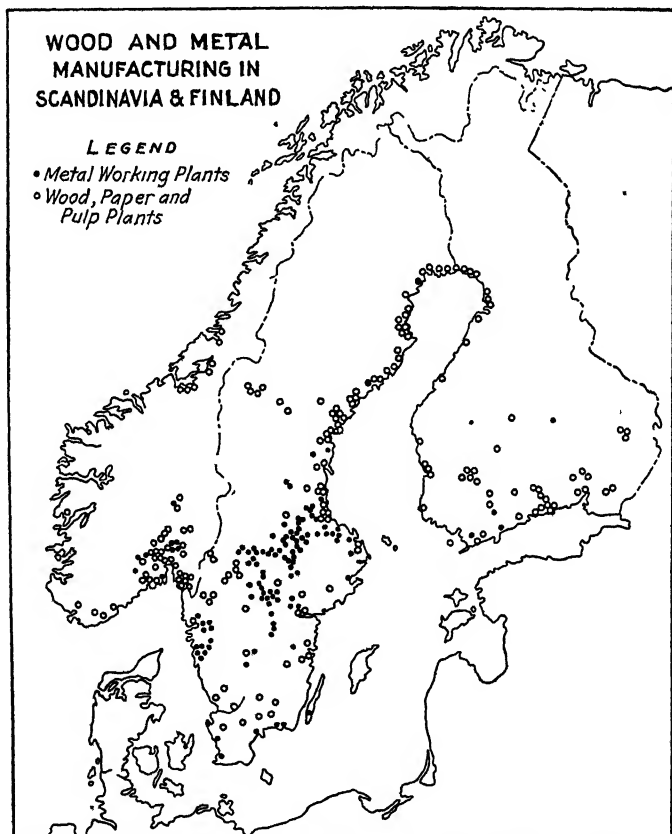 WOOD AND METAL
MANUFACTURING IN
SCANDINAVIA & FINLAND
LEGEND
• Metal Working Plants
○ Wood, Paper and
Pulp Plants